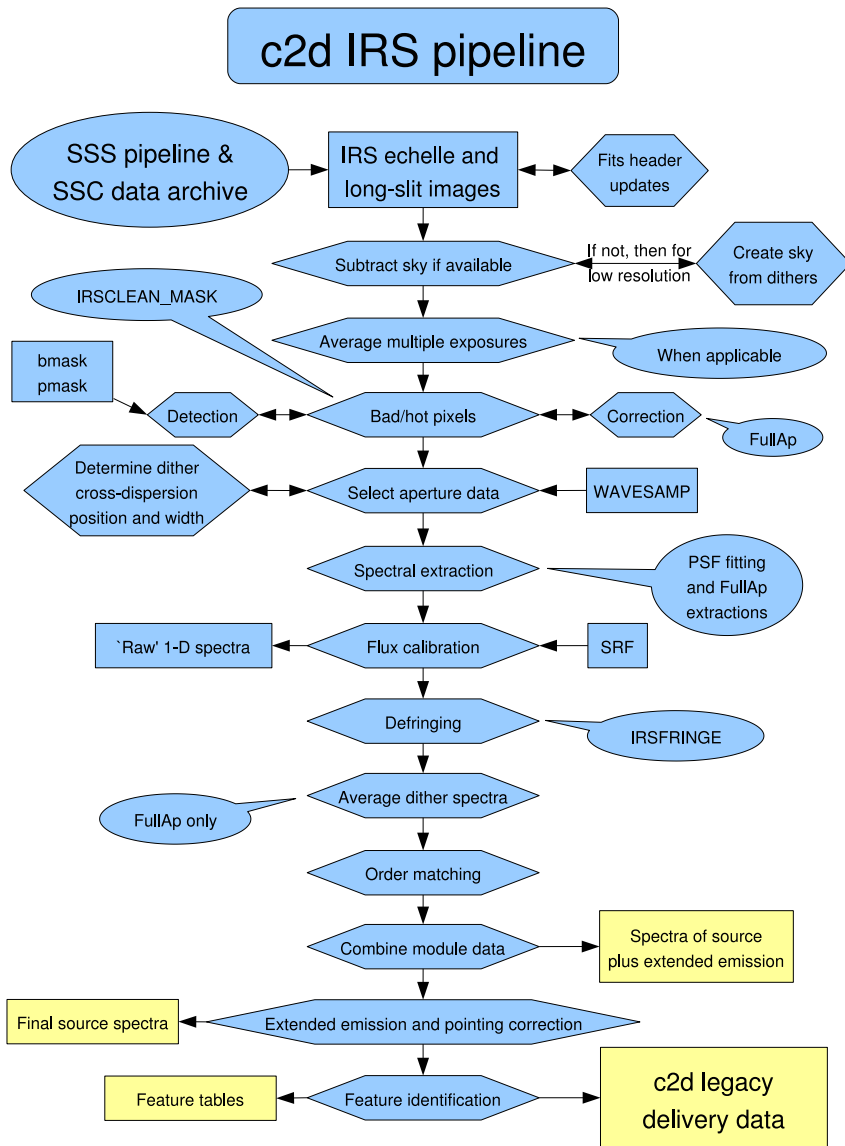 c2d IRS pipeline
SSS pipeline &
SSC data archive
IRS echelle and
long-slit images
Fits header
updates
Subtract sky if available
If not, then for
low resolution
Create sky
from dithers
IRSCLEAN_MASK
Average multiple exposures
When applicable
bmask
pmask
Detection
Bad/hot pixels
Correction
FullAp
Determine dither
cross-dispersion
position and width
Select aperture data
WAVESAMP
Spectral extraction
PSF fitting
and FullAp
extractions
`Raw' 1-D spectra
Flux calibration
SRF
Defringing
IRSFRINGE
Average dither spectra
FullAp only
Order matching
Combine module data
Spectra of source
plus extended emission
Final source spectra
Extended emission and pointing correction
Feature tables
Feature identification
c2d legacy
delivery data